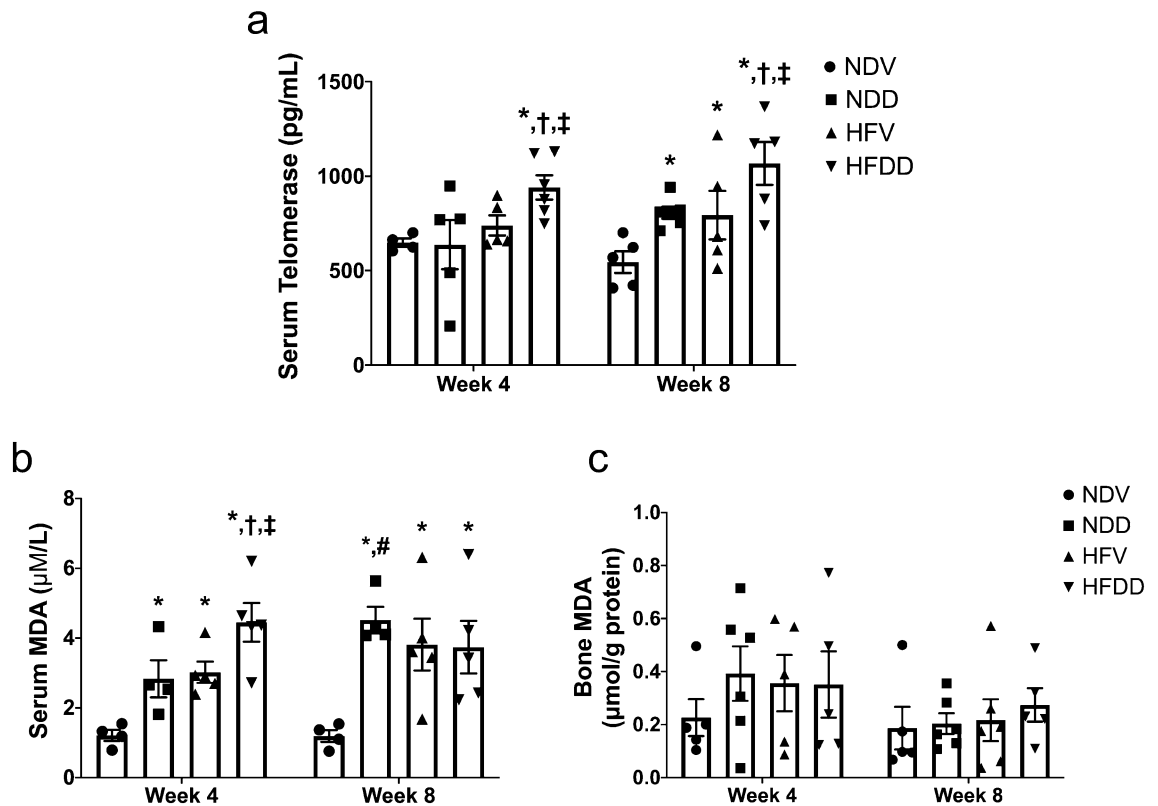 a
Serum Telomerase (pg/mL)
1500
1000
500
0
*,†,‡
*
*
*,†,‡
Week 4
Week 8
NDV
NDD
HFV
HFDD
b
Serum MDA (μM/L)
8
6
4
2
0
*
*
*,†,‡
*,#
*
*
Week 4
Week 8
c
Bone MDA
(μmol/g protein)
1.0
0.8
0.6
0.4
0.2
0.0
Week 4
Week 8
NDV
NDD
HFV
HFDD